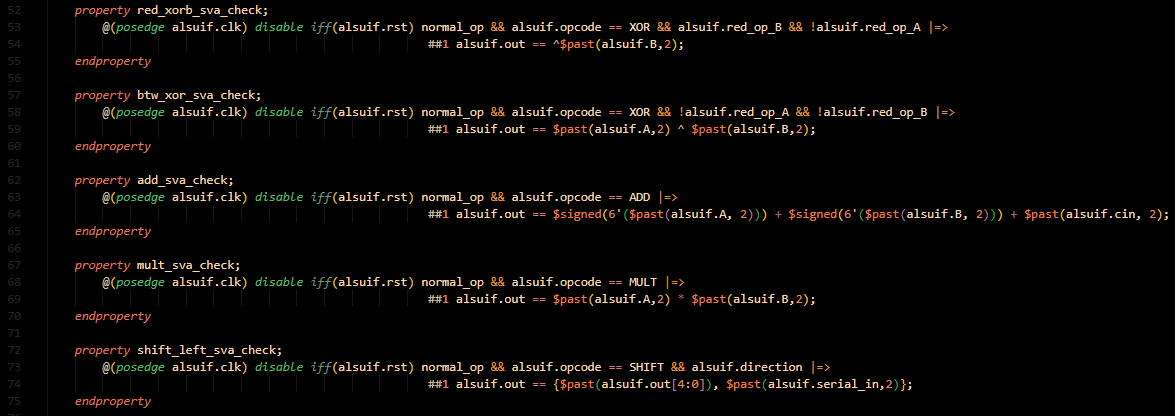 52 property red_xorb_sva_check;
53 @(posedge alsuif.clk) disable iff(alsuif.rst) normal_op && alsuif.opcode == XOR && alsuif.red_op_B && !alsuif.red_op_A |=>
54 ##1 alsuif.out == ^$past(alsuif.B,2);
55 endproperty
56
57 property btw_xor_sva_check;
58 @(posedge alsuif.clk) disable iff(alsuif.rst) normal_op && alsuif.opcode == XOR && !alsuif.red_op_A && !alsuif.red_op_B |=>
59 ##1 alsuif.out == $past(alsuif.A,2) ^ $past(alsuif.B,2);
60 endproperty
61
62 property add_sva_check;
63 @(posedge alsuif.clk) disable iff(alsuif.rst) normal_op && alsuif.opcode == ADD |=>
64 ##1 alsuif.out == $signed(6'($past(alsuif.A, 2))) + $signed(6'($past(alsuif.B, 2))) + $past(alsuif.cin, 2);
65 endproperty
66
67 property mult_sva_check;
68 @(posedge alsuif.clk) disable iff(alsuif.rst) normal_op && alsuif.opcode == MULT |=>
69 ##1 alsuif.out == $past(alsuif.A,2) * $past(alsuif.B,2);
70 endproperty
71
72 property shift_left_sva_check;
73 @(posedge alsuif.clk) disable iff(alsuif.rst) normal_op && alsuif.opcode == SHIFT && alsuif.direction |=>
74 ##1 alsuif.out == {$past(alsuif.out[4:0]), $past(alsuif.serial_in,2)};
75 endproperty